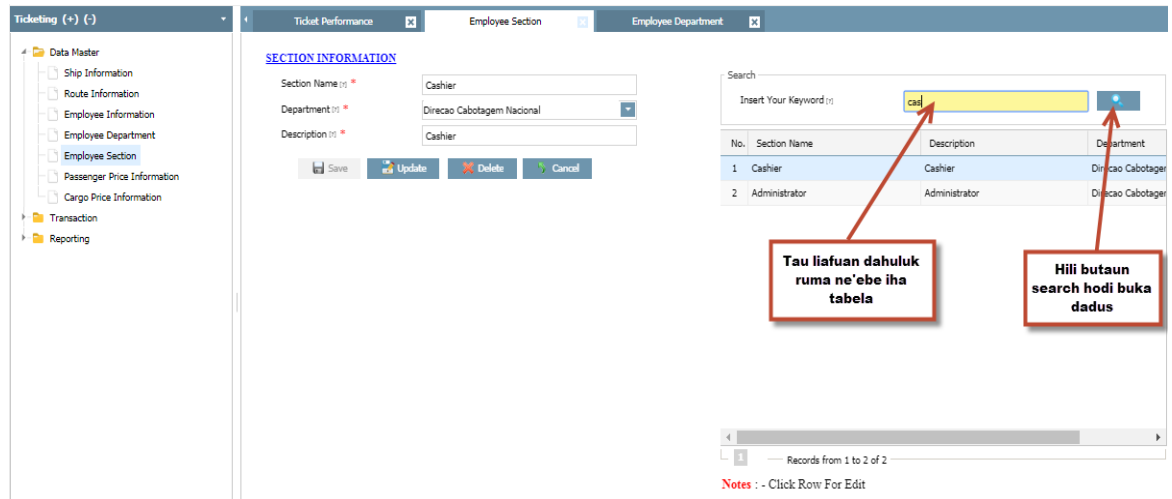 Ticketing (+) (-)
Ticket Performance
Employee Section
Employee Department
Data Master
Ship Information
Route Information
Employee Information
Employee Department
Employee Section
Passenger Price Information
Cargo Price Information
Transaction
Reporting
SECTION INFORMATION
Section Name [?] * Cashier
Department [?] * Direcao Cabotagem Nacional
Description [?] * Cashier
Save Update Delete Cancel
Search
Insert Your Keyword [?] cas
No. Section Name Description Department
1 Cashier Cashier Direcao Cabotager
2 Administrator Administrator Direcao Cabotager
Tau liafuan dahuluk
ruma ne'ebe iha
tabela
Hili butaun
search hodi buka
dadus
1 Records from 1 to 2 of 2
Notes : - Click Row For Edit